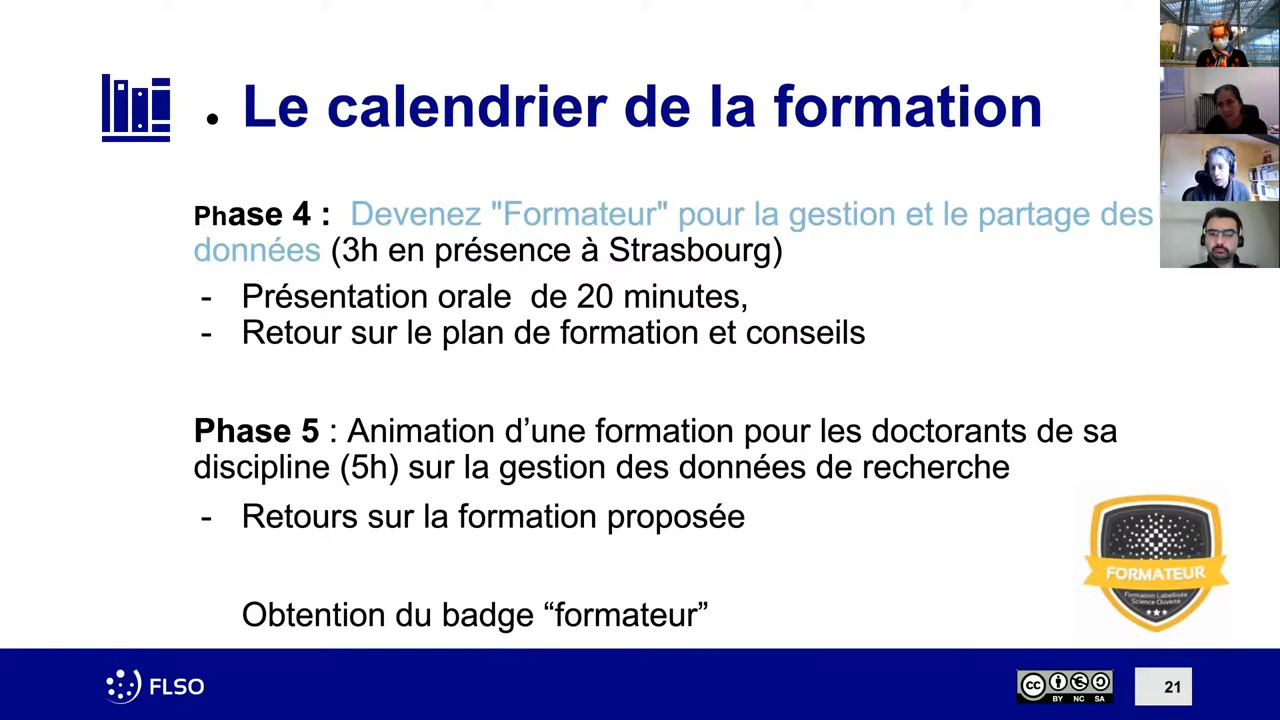 Le calendrier de la formation
Phase 4 : Devenez "Formateur" pour la gestion et le partage des
données (3h en présence à Strasbourg)
- Présentation orale de 20 minutes,
- Retour sur le plan de formation et conseils
Phase 5 : Animation d’une formation pour les doctorants de sa
discipline (5h) sur la gestion des données de recherche
- Retours sur la formation proposée
FORMATEUR
Formation Labellisée
Science Ouverte
Obtention du badge “formateur”
FLSO
cc
BY NC SA
21